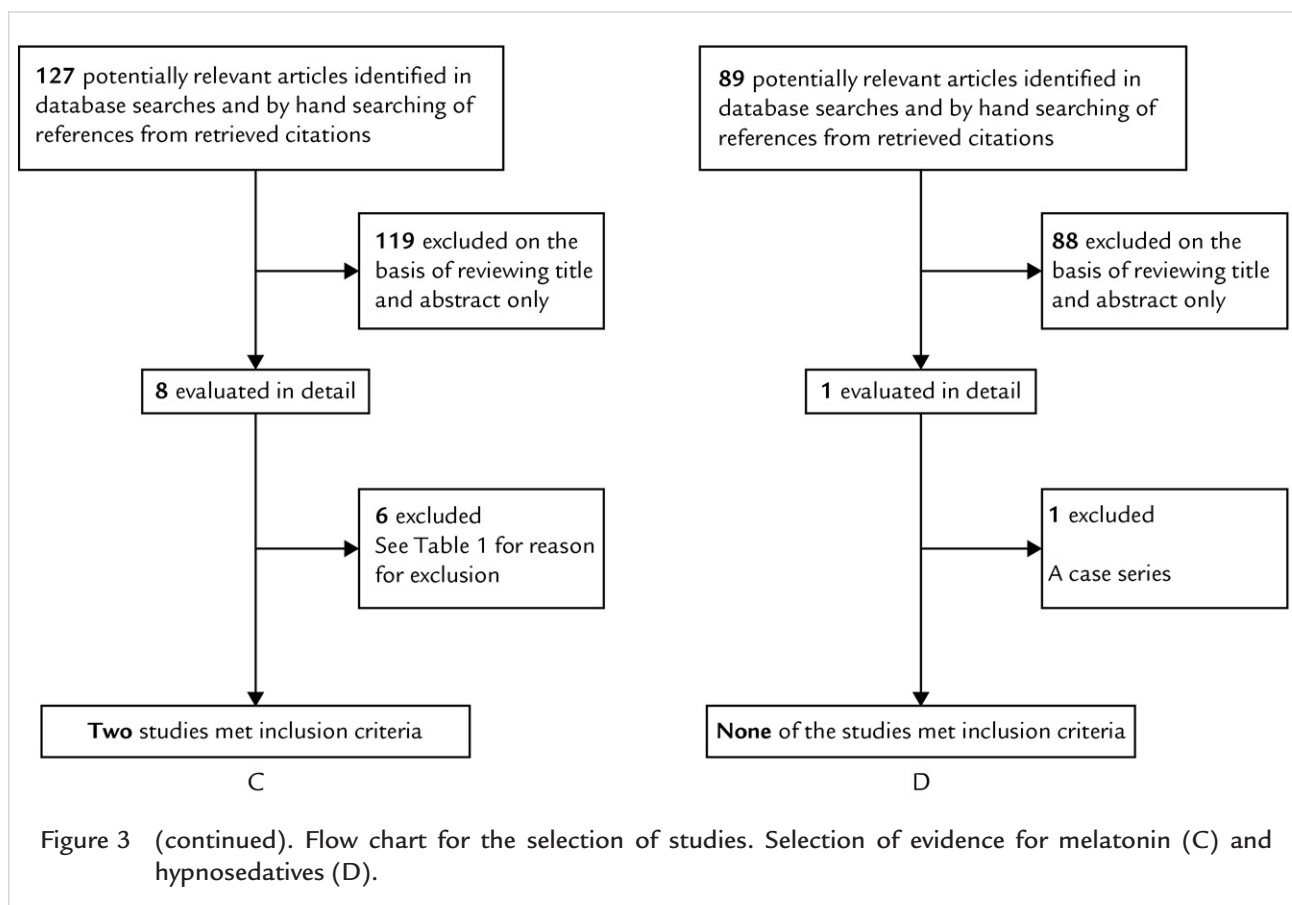 127 potentially relevant articles identified in
database searches and by hand searching of
references from retrieved citations
119 excluded on the
basis of reviewing title
and abstract only
8 evaluated in detail
6 excluded
See Table 1 for reason
for exclusion
Two studies met inclusion criteria
C
89 potentially relevant articles identified in
database searches and by hand searching of
references from retrieved citations
88 excluded on the
basis of reviewing title
and abstract only
1 evaluated in detail
1 excluded
A case series
None of the studies met inclusion criteria
D
Figure 3 (continued). Flow chart for the selection of studies. Selection of evidence for melatonin (C) and
hypnosedatives (D).